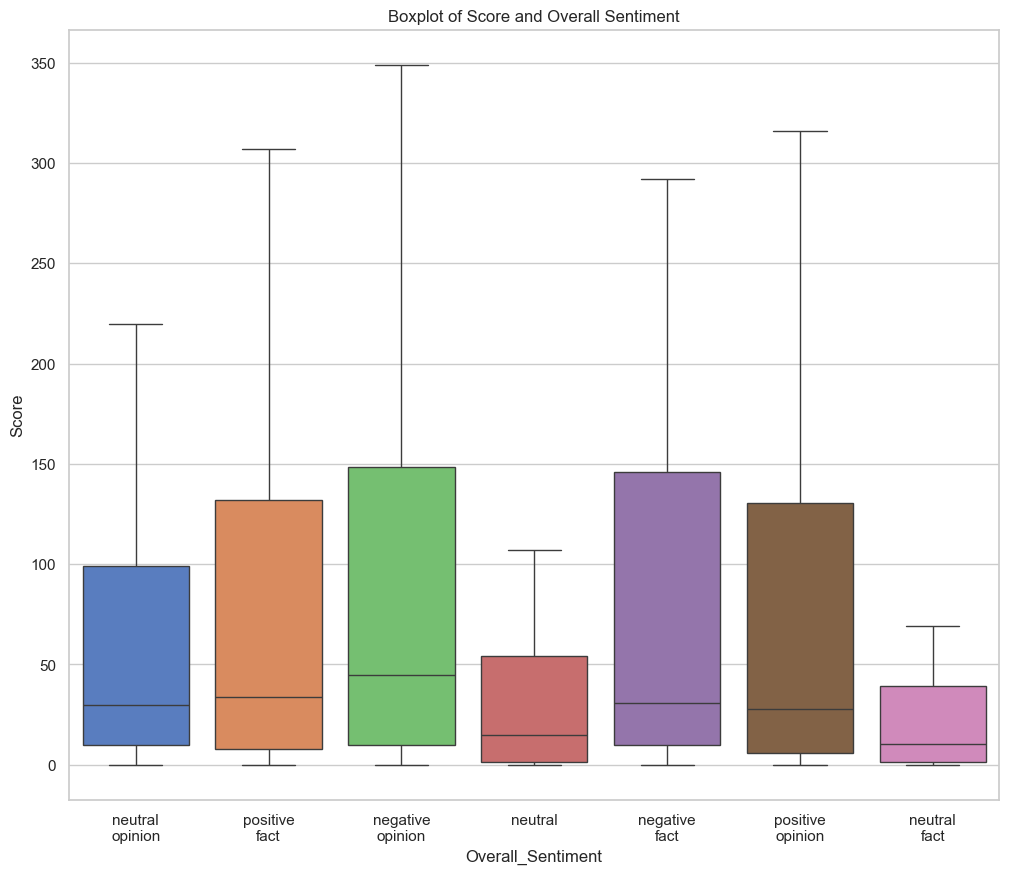 Boxplot of Score and Overall Sentiment
350
300
250
200
150
100
50
0
Score
neutral
opinion
positive
fact
negative
opinion
neutral
negative
fact
positive
opinion
neutral
fact
Overall_Sentiment